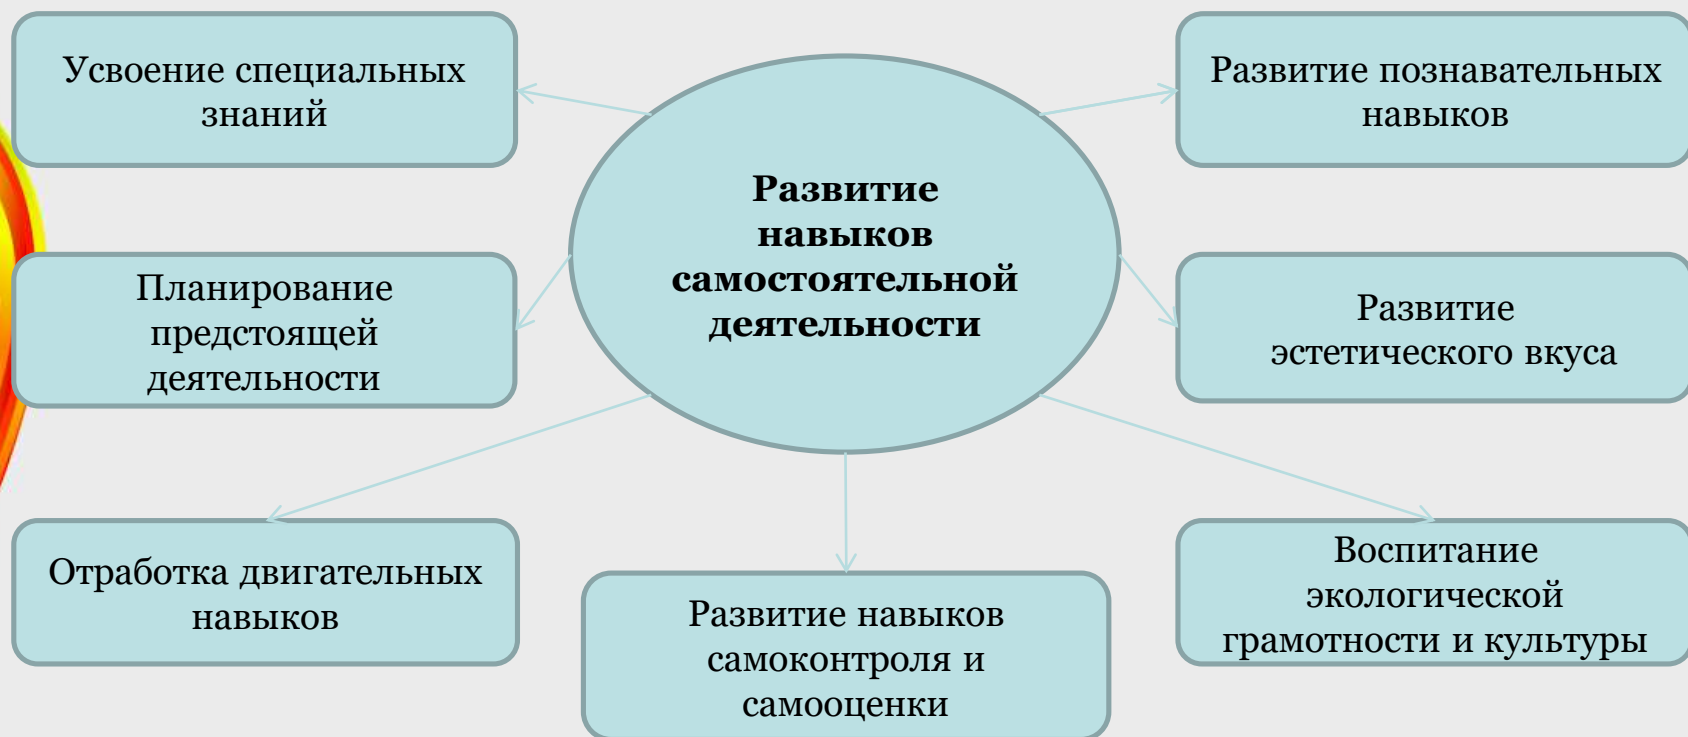 Усвоение специальных
знаний
Развитие познавательных
навыков
Развитие
навыков
самостоятельной
деятельности
Планирование
предстоящей
деятельности
Развитие
эстетического вкуса
Отработка двигательных
навыков
Развитие навыков
самоконтроля и
самооценки
Воспитание
экологической
грамотности и культуры